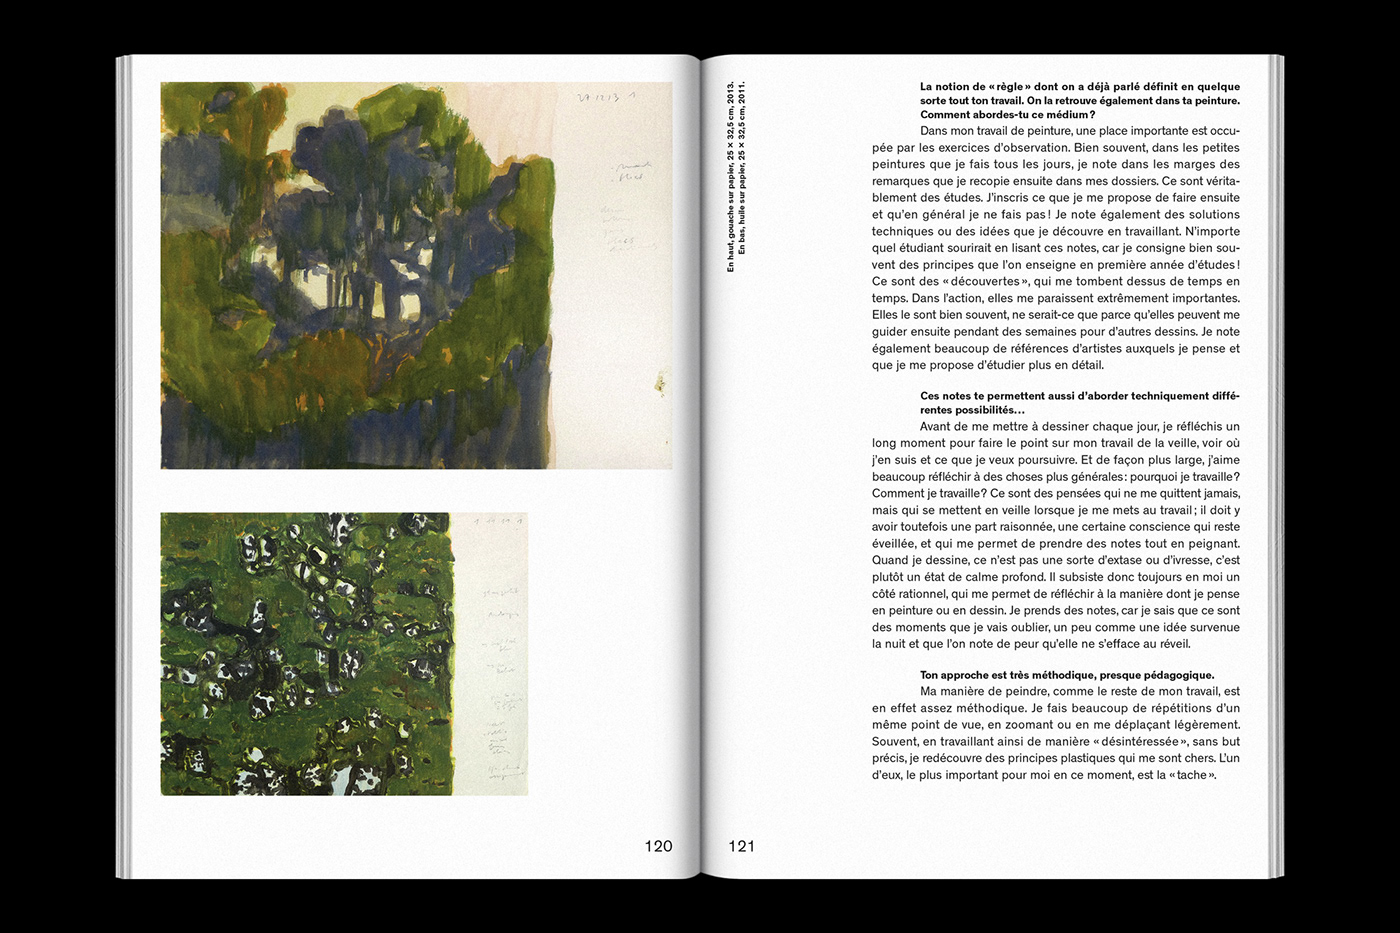 27 12 13 1
120
En haut, gouache sur papier, 25 × 32,5 cm, 2013.
En bas, huile sur papier, 25 × 32,5 cm, 2011.
La notion de « règle » dont on a déjà parlé définit en quelque
sorte tout ton travail. On la retrouve également dans ta peinture.
Comment abordes-tu ce médium ?
Dans mon travail de peinture, une place importante est occu-
pée par les exercices d’observation. Bien souvent, dans les petites
peintures que je fais tous les jours, je note dans les marges des
remarques que je recopie ensuite dans mes dossiers. Ce sont vérita-
blement des études. J’inscris ce que je me propose de faire ensuite
et qu’en général je ne fais pas ! Je note également des solutions
techniques ou des idées que je découvre en travaillant. N’importe
quel étudiant sourirait en lisant ces notes, car je consigne bien sou-
vent des principes que l’on enseigne en première année d’études !
Ce sont des « découvertes », qui me tombent dessus de temps en
temps. Dans l’action, elles me paraissent extrêmement importantes.
Elles le sont bien souvent, ne serait-ce que parce qu’elles peuvent me
guider ensuite pendant des semaines pour d’autres dessins. Je note
également beaucoup de références d’artistes auxquels je pense et
que je me propose d’étudier plus en détail.
Ces notes te permettent aussi d’aborder techniquement diffé-
rentes possibilités…
Avant de me mettre à dessiner chaque jour, je réfléchis un
long moment pour faire le point sur mon travail de la veille, voir où
j’en suis et ce que je veux poursuivre. Et de façon plus large, j’aime
beaucoup réfléchir à des choses plus générales : pourquoi je travaille ?
Comment je travaille ? Ce sont des pensées qui ne me quittent jamais,
mais qui se mettent en veille lorsque je me mets au travail ; il doit y
avoir toutefois une part raisonnée, une certaine conscience qui reste
éveillée, et qui me permet de prendre des notes tout en peignant.
Quand je dessine, ce n’est pas une sorte d’extase ou d’ivresse, c’est
plutôt un état de calme profond. Il subsiste donc toujours en moi un
côté rationnel, qui me permet de réfléchir à la manière dont je pense
en peinture ou en dessin. Je prends des notes, car je sais que ce sont
des moments que je vais oublier, un peu comme une idée survenue
la nuit et que l’on note de peur qu’elle ne s’efface au réveil.
Ton approche est très méthodique, presque pédagogique.
Ma manière de peindre, comme le reste de mon travail, est
en effet assez méthodique. Je fais beaucoup de répétitions d’un
même point de vue, en zoomant ou en me déplaçant légèrement.
Souvent, en travaillant ainsi de manière « désintéressée », sans but
précis, je redécouvre des principes plastiques qui me sont chers. L’un
d’eux, le plus important pour moi en ce moment, est la « tache ».
121